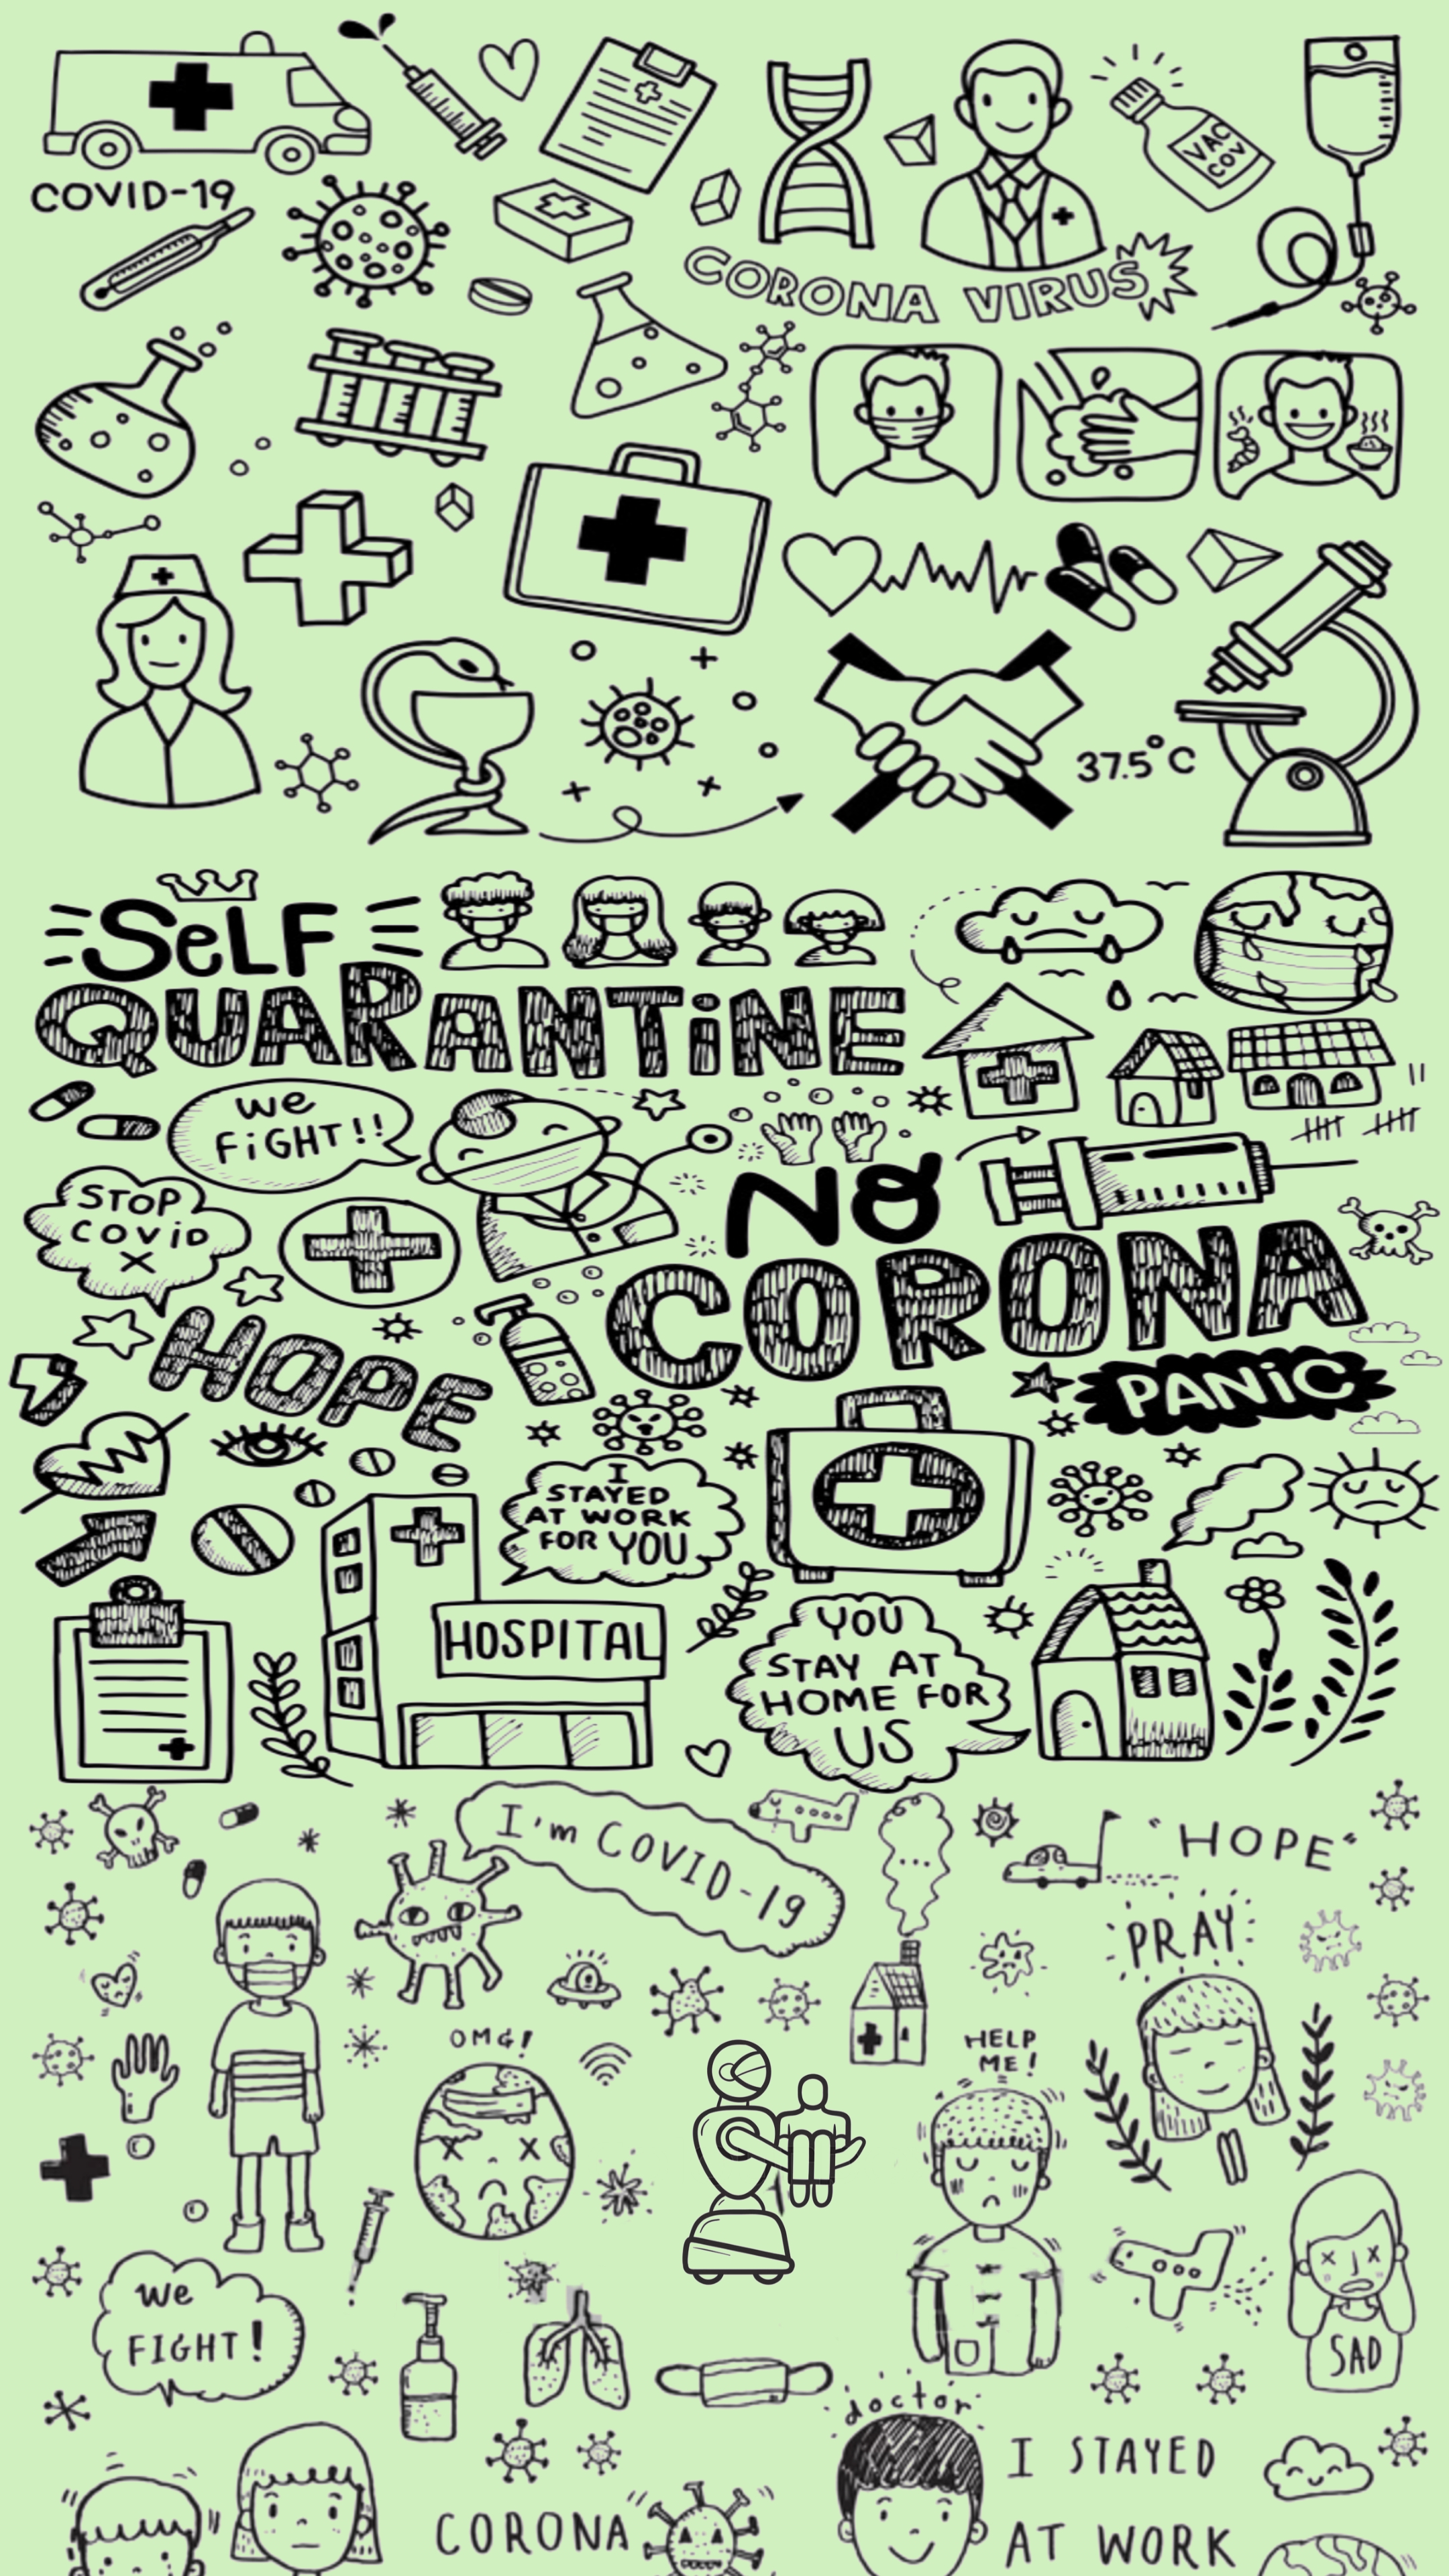 COVID-19
VAC
COV
CORONA VIRUS
37.5°C
SeLF
QUARANTiNE
we
FiGHT!!
STOP
COViD
X
NO
CORONA
HOPE
PANiC
I
STAYED
AT WORK
FOR YOU
HOSPITAL
YOU
STAY AT
HOME FOR
US
I'm COVID-19
"HOPE"
PRAY
OMG!
HELP
ME!
we
FIGHT!
SAD
doctor
I STAYED
CORONA
AT WORK